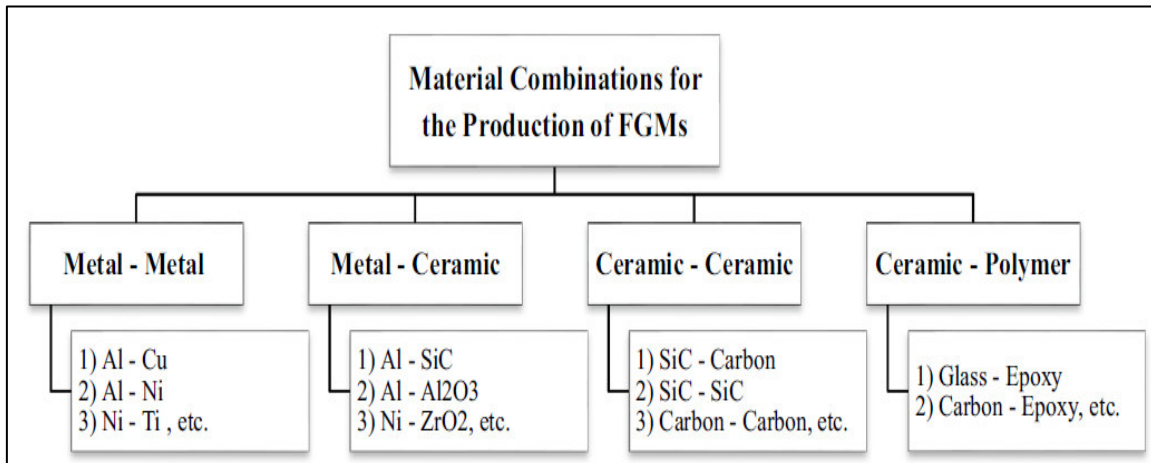 Material Combinations for
the Production of FGMs
Metal - Metal
Metal - Ceramic
Ceramic - Ceramic
Ceramic - Polymer
1) Al - Cu
2) Al - Ni
3) Ni - Ti , etc.
1) Al - SiC
2) Al - Al2O3
3) Ni - ZrO2, etc.
1) SiC - Carbon
2) SiC - SiC
3) Carbon - Carbon, etc.
1) Glass - Epoxy
2) Carbon - Epoxy, etc.